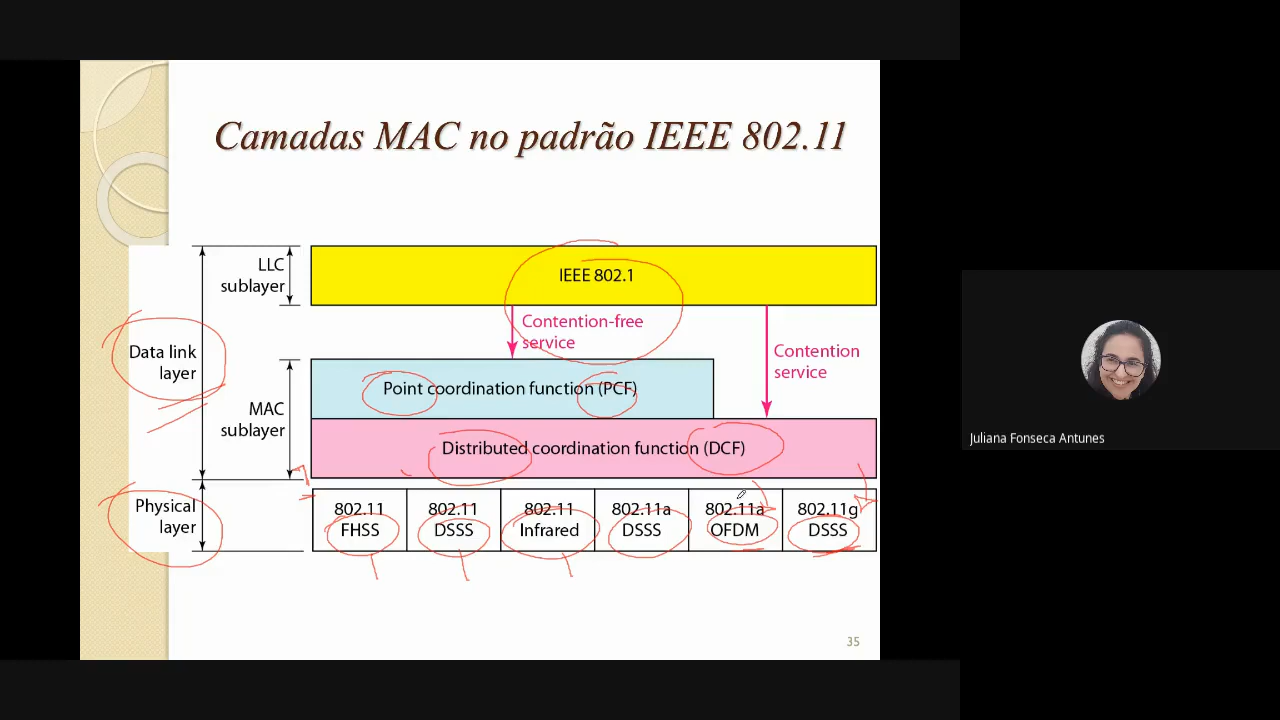 Camadas MAC no padrão IEEE 802.11
LLC
sublayer
IEEE 802.1
Contention-free
service
Contention
service
Data link
layer
Point coordination function (PCF)
MAC
sublayer
Distributed coordination function (DCF)
Physical
layer
802.11
FHSS
802.11
DSSS
802.11
Infrared
802.11a
DSSS
802.11a
OFDM
802.11g
DSSS
35
Juliana Fonseca Antunes